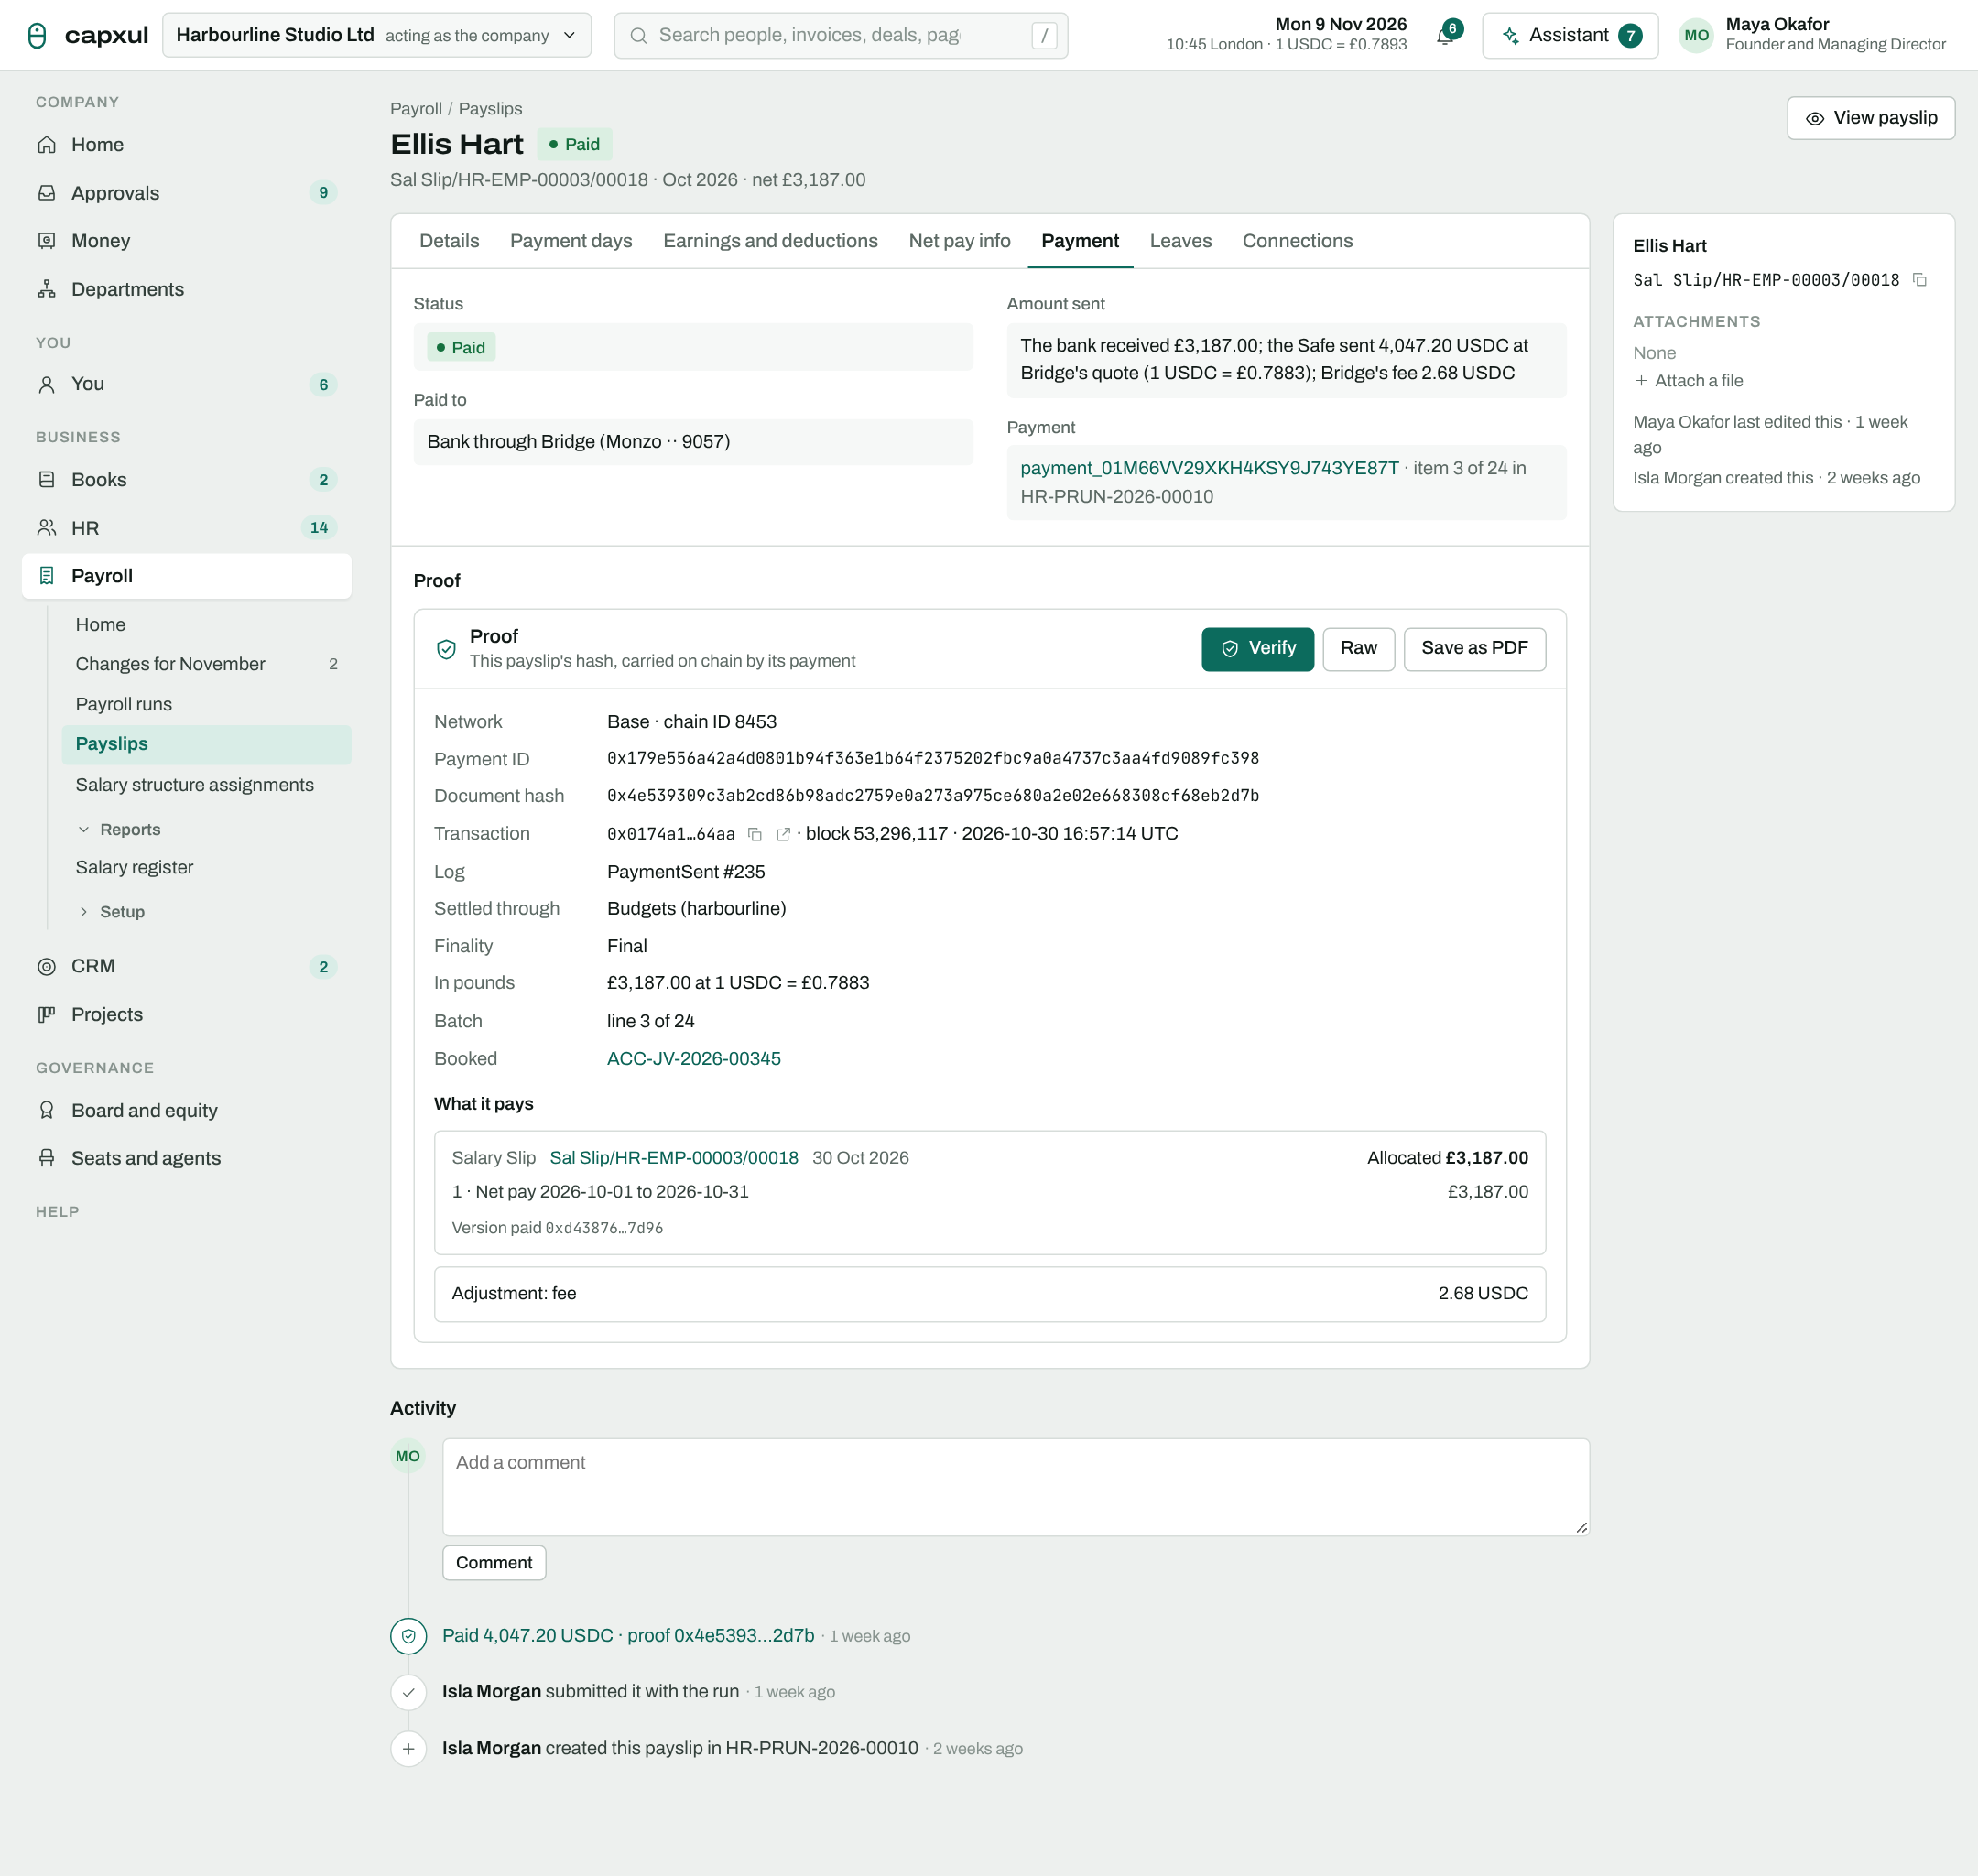 capxul
Harbourline Studio Ltd acting as the company
Search people, invoices, deals, pag
/
Mon 9 Nov 2026
10:45 London · 1 USDC = £0.7893
6
Assistant 7
MO
Maya Okafor
Founder and Managing Director
COMPANY
Home
Approvals 9
Money
Departments
YOU
You 6
BUSINESS
Books 2
HR 14
Payroll
Home
Changes for November 2
Payroll runs
Payslips
Salary structure assignments
Reports
Salary register
Setup
CRM 2
Projects
GOVERNANCE
Board and equity
Seats and agents
HELP
Payroll / Payslips
Ellis Hart
Paid
Sal Slip/HR-EMP-00003/00018 · Oct 2026 · net £3,187.00
View payslip
Details
Payment days
Earnings and deductions
Net pay info
Payment
Leaves
Connections
Status
Paid
Paid to
Bank through Bridge (Monzo ·· 9057)
Amount sent
The bank received £3,187.00; the Safe sent 4,047.20 USDC at
Bridge's quote (1 USDC = £0.7883); Bridge's fee 2.68 USDC
Payment
payment_01M66VV29XKH4KSY9J743YE87T · item 3 of 24 in
HR-PRUN-2026-00010
Proof
Proof
This payslip's hash, carried on chain by its payment
Verify
Raw
Save as PDF
Network Base · chain ID 8453
Payment ID 0x179e556a42a4d0801b94f363e1b64f2375202fbc9a0a4737c3aa4fd9089fc398
Document hash 0x4e539309c3ab2cd86b98adc2759e0a273a975ce680a2e02e668308cf68eb2d7b
Transaction 0x0174a1…64aa · block 53,296,117 · 2026-10-30 16:57:14 UTC
Log PaymentSent #235
Settled through Budgets (harbourline)
Finality Final
In pounds £3,187.00 at 1 USDC = £0.7883
Batch line 3 of 24
Booked ACC-JV-2026-00345
What it pays
Salary Slip Sal Slip/HR-EMP-00003/00018 30 Oct 2026 Allocated £3,187.00
1 · Net pay 2026-10-01 to 2026-10-31 £3,187.00
Version paid 0xd43876…7d96
Adjustment: fee 2.68 USDC
Ellis Hart
Sal Slip/HR-EMP-00003/00018
ATTACHMENTS
None
Attach a file
Maya Okafor last edited this · 1 week
ago
Isla Morgan created this · 2 weeks ago
Activity
MO
Add a comment
Comment
Paid 4,047.20 USDC · proof 0x4e5393…2d7b · 1 week ago
Isla Morgan submitted it with the run · 1 week ago
Isla Morgan created this payslip in HR-PRUN-2026-00010 · 2 weeks ago